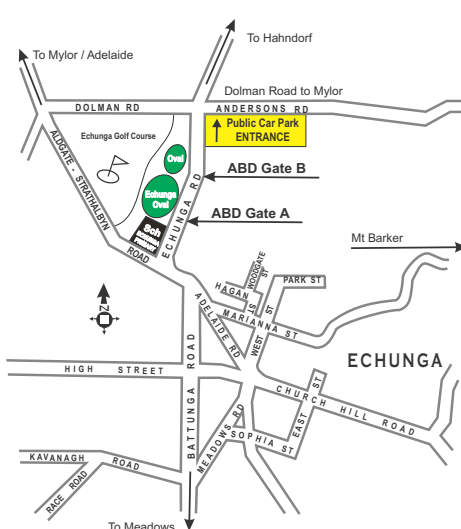 To Hahndorf
To Mylor / Adelaide
Dolman Road to Mylor
DOLMAN RD
ANDERSONS RD
Public Car Park
ENTRANCE
Echunga Golf Course
Oval
ABD Gate B
Echunga
Oval
ABD Gate A
Sch
ECHUNGA RD
ALDGATE - STRATHALBYN
ROAD
Mt Barker
WOODGATE
ST
PARK ST
HAGAN
ST
N
ADELAIDE RD
MARIANNA ST
WEST ST
ECHUNGA
HIGH STREET
BATTUNGA ROAD
CHURCH HILL ROAD
EAST ST
MEADOWS RD
SOPHIA ST
KAVANAGH ROAD
RACE ROAD
To Meadows